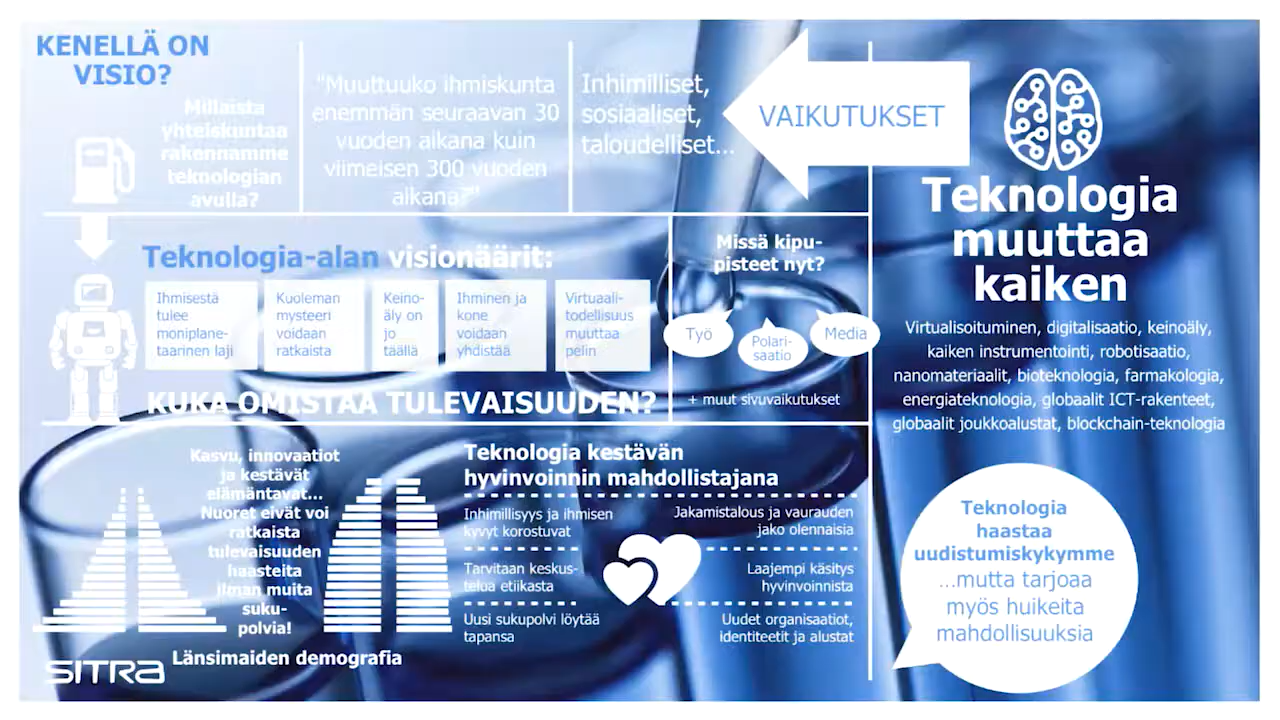 KENELLÄ ON
VISIO?
Millaista
yhteiskuntaa
rakennamme
teknologian
avulla?
"Muuttuuko ihmiskunta
enemmän seuraavan 30
vuoden aikana kuin
viimeisen 300 vuoden
aikana?"
Inhimilliset,
sosiaaliset,
taloudelliset...
VAIKUTUKSET
Teknologia-alan visionäärit:
Ihmisestä
tulee
moniplane-
taarinen laji
Kuoleman
mysteeri
voidaan
ratkaista
Keino-
äly on
jo
täällä
Ihminen ja
kone
voidaan
yhdistää
Virtuaali-
todellisuus
muuttaa
pelin
KUKA OMISTAA TULEVAISUUDEN?
Missä kipu-
pisteet nyt?
Työ
Polari-
saatio
Media
+ muut sivuvaikutukset
Kasvu, innovaatiot
ja kestävät
elämäntavat...
Nuoret eivät voi
ratkaista
tulevaisuuden
haasteita
ilman muita
suku-
polvia!
Länsimaiden demografia
SITRA
Teknologia kestävän
hyvinvoinnin mahdollistajana
Inhimillisyys ja ihmisen
kyvyt korostuvat
Tarvitaan keskus-
telua etiikasta
Uusi sukupolvi löytää
tapansa
Jakamistalous ja vaurauden
jako olennaisia
Laajempi käsitys
hyvinvoinnista
Uudet organisaatiot,
identiteetit ja alustat
Teknologia
muuttaa
kaiken
Virtualisoituminen, digitalisaatio, keinoäly,
kaiken instrumentointi, robotisaatio,
nanomateriaalit, bioteknologia, farmakologia,
energiateknologia, globaalit ICT-rakenteet,
globaalit joukkoalustat, blockchain-teknologia
Teknologia
haastaa
uudistumiskykymme
...mutta tarjoaa
myös huikeita
mahdollisuuksia